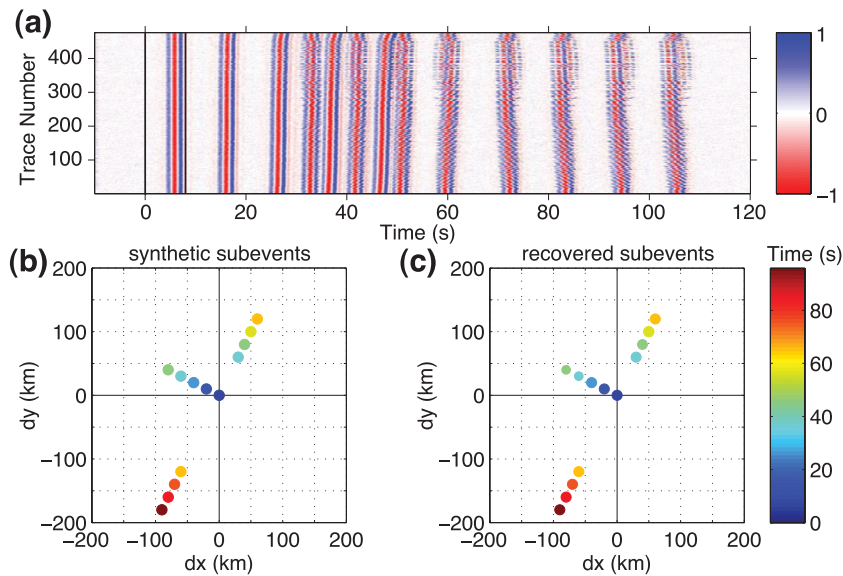 (a)
Trace Number
400
300
200
100
0 20 40 60 80 100 120
Time (s)
1
0
−1
(b) synthetic subevents
200
100
0
−100
−200
dy (km)
−200 −100 0 100 200
dx (km)
(c) recovered subevents
200
100
0
−100
−200
dy (km)
−200 −100 0 100 200
dx (km)
Time (s)
80
60
40
20
0